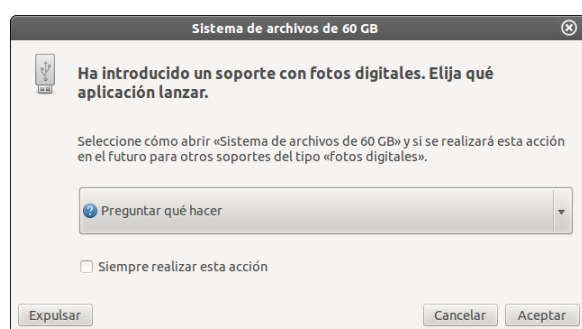 Sistema de archivos de 60 GB
Ha introducido un soporte con fotos digitales. Elija qué
aplicación lanzar.
Seleccione cómo abrir «Sistema de archivos de 60 GB» y si se realizará esta acción
en el futuro para otros soportes del tipo «fotos digitales».
Preguntar qué hacer
Siempre realizar esta acción
Expulsar
Cancelar
Aceptar